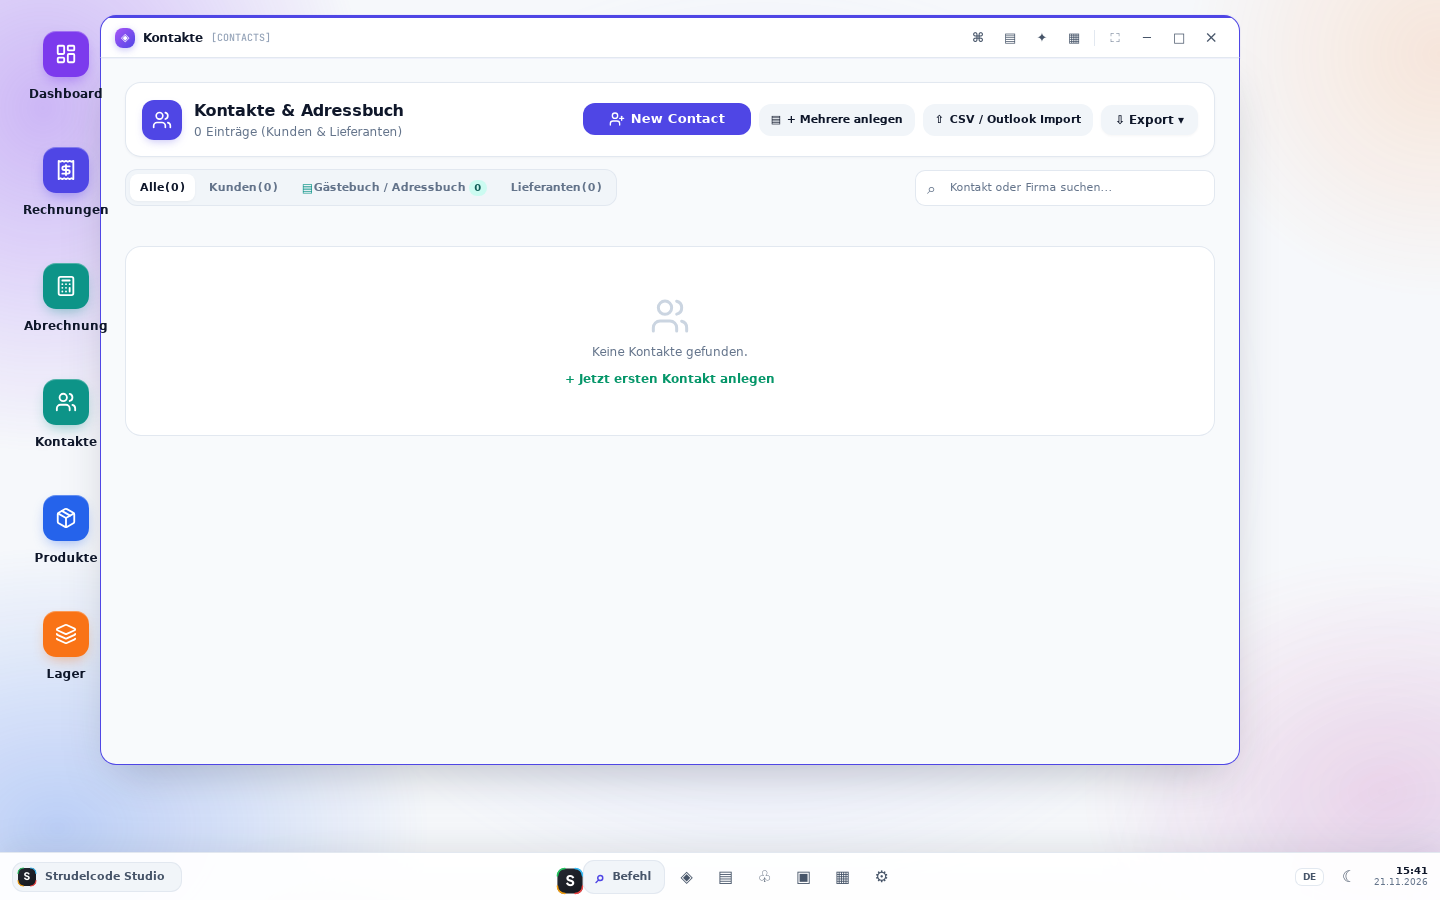 Dashboard
Rechnungen
Abrechnung
Kontakte
Produkte
Lager
Kontakte [CONTACTS]
Kontakte & Adressbuch
0 Einträge (Kunden & Lieferanten)
New Contact
+ Mehrere anlegen
CSV / Outlook Import
Export
Alle(0)
Kunden(0)
Gästebuch / Adressbuch 0
Lieferanten(0)
Kontakt oder Firma suchen...
Keine Kontakte gefunden.
+ Jetzt ersten Kontakt anlegen
S Strudelcode Studio
S
Befehl
DE
15:41
21.11.2026